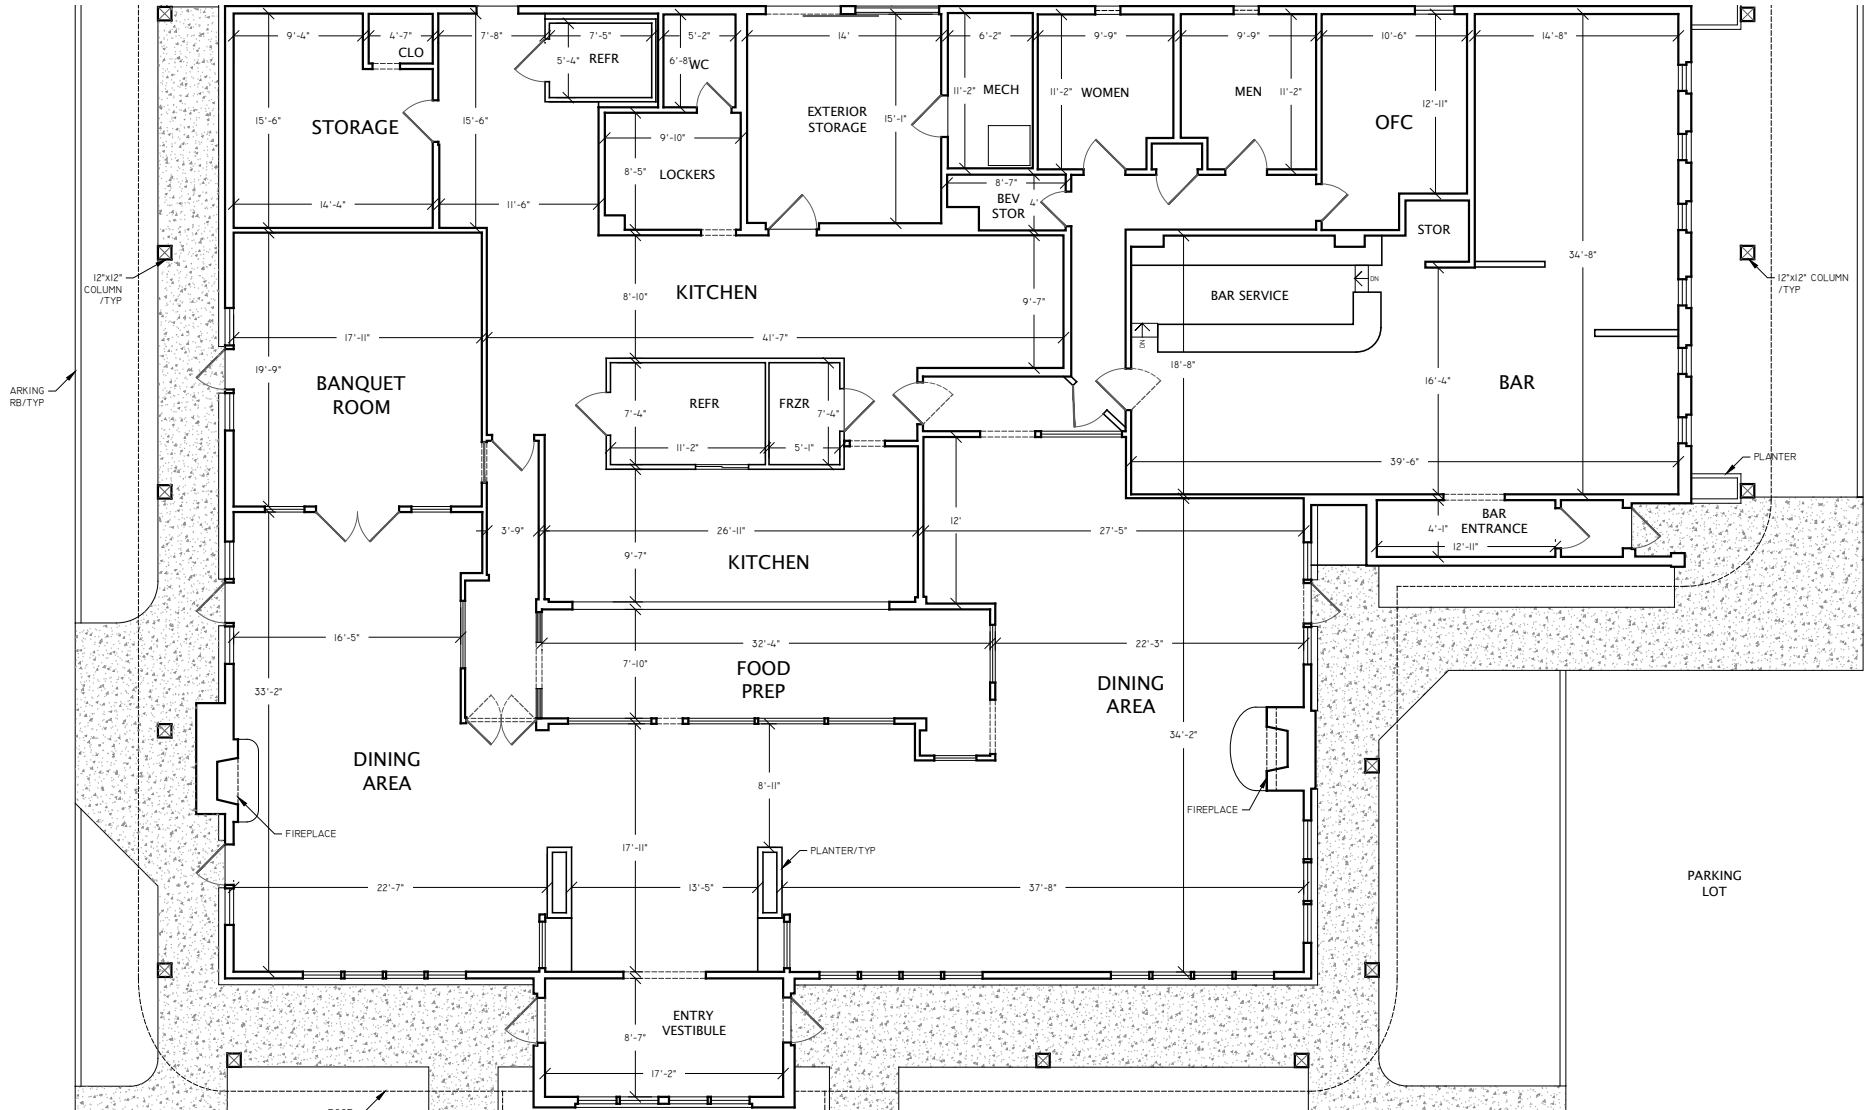 9'-4"
4'-7"
7'-8"
7'-5"
5'-2"
14'
6'-2"
9'-9"
9'-9"
10'-6"
14'-8"
CLO
5'-4"
REFR
6'-8"
WC
11'-2"
MECH
11'-2"
WOMEN
MEN
11'-2"
12'-11"
15'-6"
STORAGE
15'-6"
EXTERIOR
STORAGE
15'-1"
OFC
9'-10"
8'-5"
LOCKERS
8'-7"
BEV
STOR
4'
14'-4"
11'-6"
STOR
34'-8"
12"x12"
COLUMN
/TYP
12"x12" COLUMN
/TYP
8'-10"
KITCHEN
9'-7"
BAR SERVICE
DN
DN
17'-11"
41'-7"
19'-9"
18'-8"
16'-4"
BAR
ARKING
RB/TYP
BANQUET
ROOM
7'-4"
REFR
FRZR
7'-4"
11'-2"
5'-1"
39'-6"
PLANTER
3'-9"
26'-11"
12'
27'-5"
4'-1"
BAR
ENTRANCE
12'-11"
9'-7"
KITCHEN
16'-5"
32'-4"
22'-3"
7'-10"
FOOD
PREP
33'-2"
DINING
AREA
34'-2"
DINING
AREA
8'-11"
FIREPLACE
FIREPLACE
17'-11"
PLANTER/TYP
22'-7"
13'-5"
37'-8"
PARKING
LOT
ENTRY
VESTIBULE
8'-7"
17'-2"